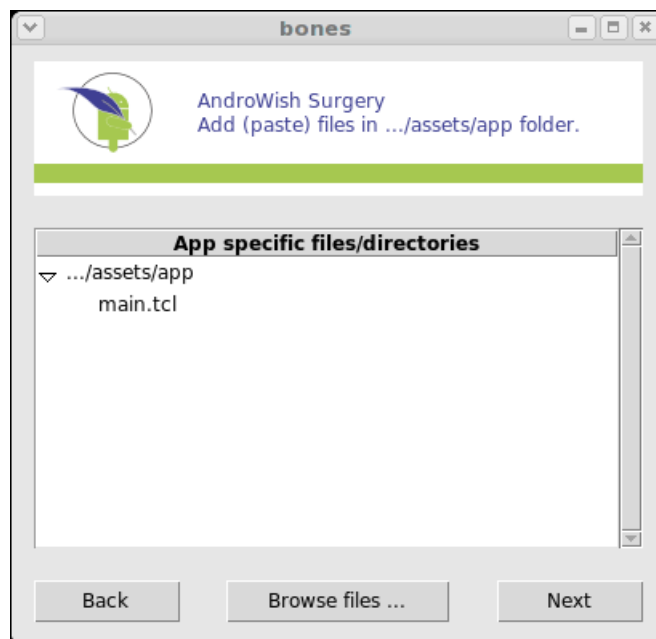 bones
AndroWish Surgery
Add (paste) files in .../assets/app folder.
App specific files/directories
.../assets/app
main.tcl
Back
Browse files ...
Next